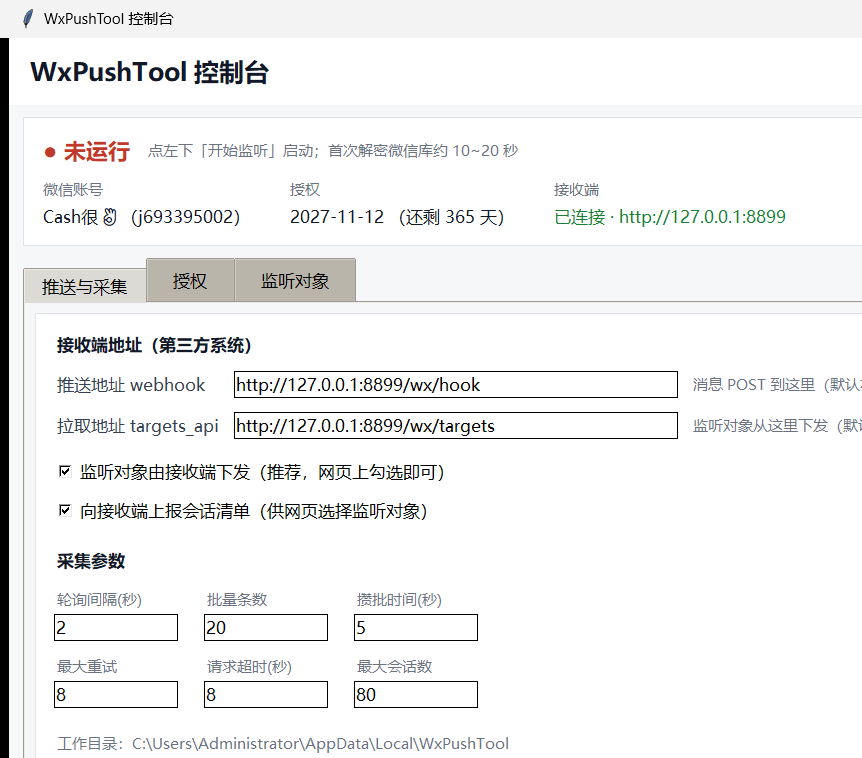 WxPushTool 控制台
WxPushTool 控制台
● 未运行 点左下「开始监听」启动；首次解密微信库约 10~20 秒
微信账号 授权 接收端
Cash很✌ (j693395002) 2027-11-12 （还剩 365 天） 已连接 · http://127.0.0.1:8899
推送与采集 授权 监听对象
接收端地址（第三方系统）
推送地址 webhook http://127.0.0.1:8899/wx/hook 消息 POST 到这里（默认
拉取地址 targets_api http://127.0.0.1:8899/wx/targets 监听对象从这里下发（默
监听对象由接收端下发（推荐，网页上勾选即可）
向接收端上报会话清单（供网页选择监听对象）
采集参数
轮询间隔(秒) 批量条数 攒批时间(秒)
2 20 5
最大重试 请求超时(秒) 最大会话数
8 8 80
工作目录：C:\Users\Administrator\AppData\Local\WxPushTool